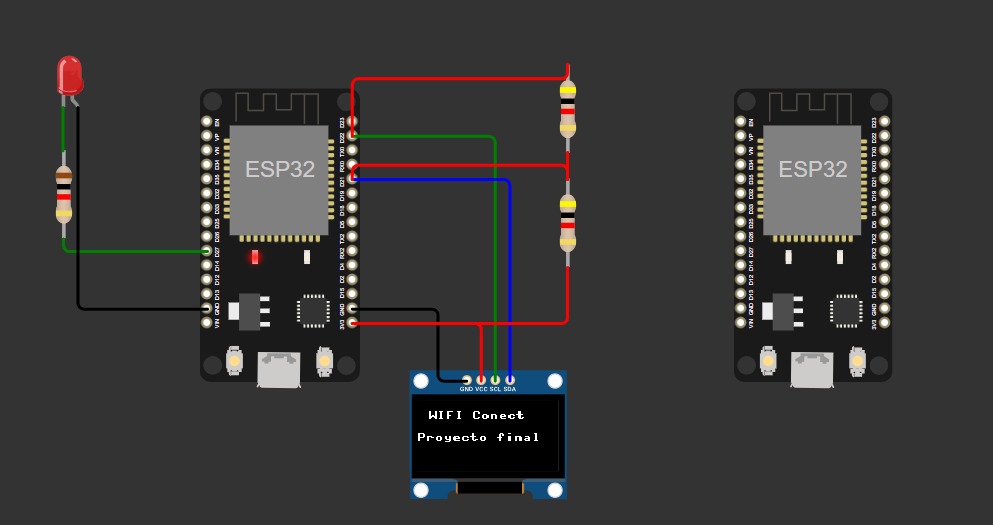 EN
VP
VN
D34
D35
D32
D33
D25
D26
D27
D14
D12
D13
GND
VIN
ESP32
D23
D22
TX0
RX0
D21
D19
D18
D5
TX2
RX2
D4
D2
D15
GND
3V3
GND VCC SCL SDA
WIFI Conect
Proyecto final
EN
VP
VN
D34
D35
D32
D33
D25
D26
D27
D14
D12
D13
GND
VIN
ESP32
D23
D22
TX0
RX0
D21
D19
D18
D5
TX2
RX2
D4
D2
D15
GND
3V3